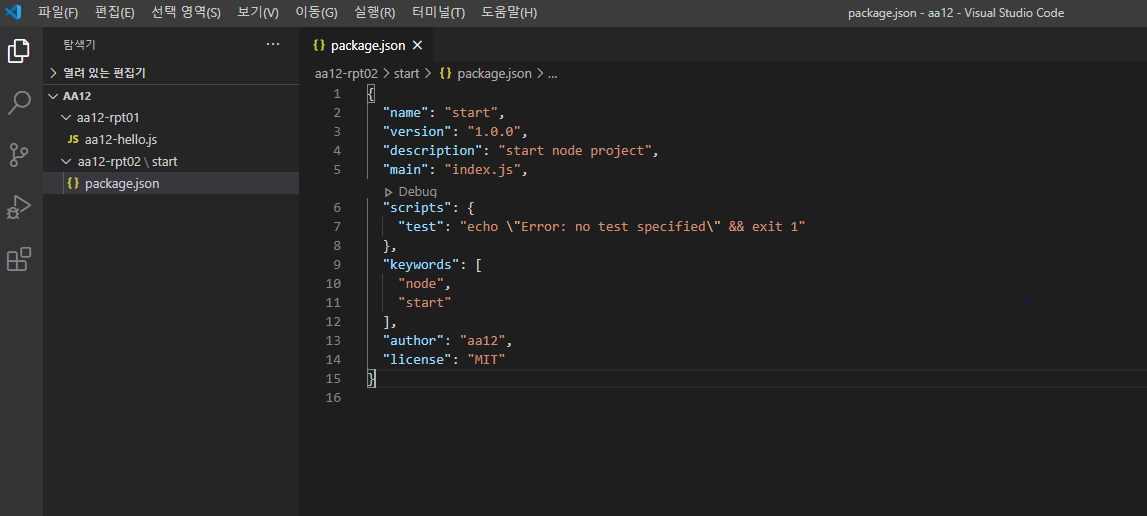 파일(F) 편집(E) 선택 영역(S) 보기(V) 이동(G) 실행(R) 터미널(T) 도움말(H) package.json - aa12 - Visual Studio Code
탐색기 ···
열려 있는 편집기
AA12
aa12-rpt01
JS aa12-hello.js
aa12-rpt02 \ start
{} package.json
{} package.json ×
aa12-rpt02 > start > {} package.json > ...
1 {
2 "name": "start",
3 "version": "1.0.0",
4 "description": "start node project",
5 "main": "index.js",
Debug
6 "scripts": {
7 "test": "echo \"Error: no test specified\" && exit 1"
8 },
9 "keywords": [
10 "node",
11 "start"
12 ],
13 "author": "aa12",
14 "license": "MIT"
15 }
16